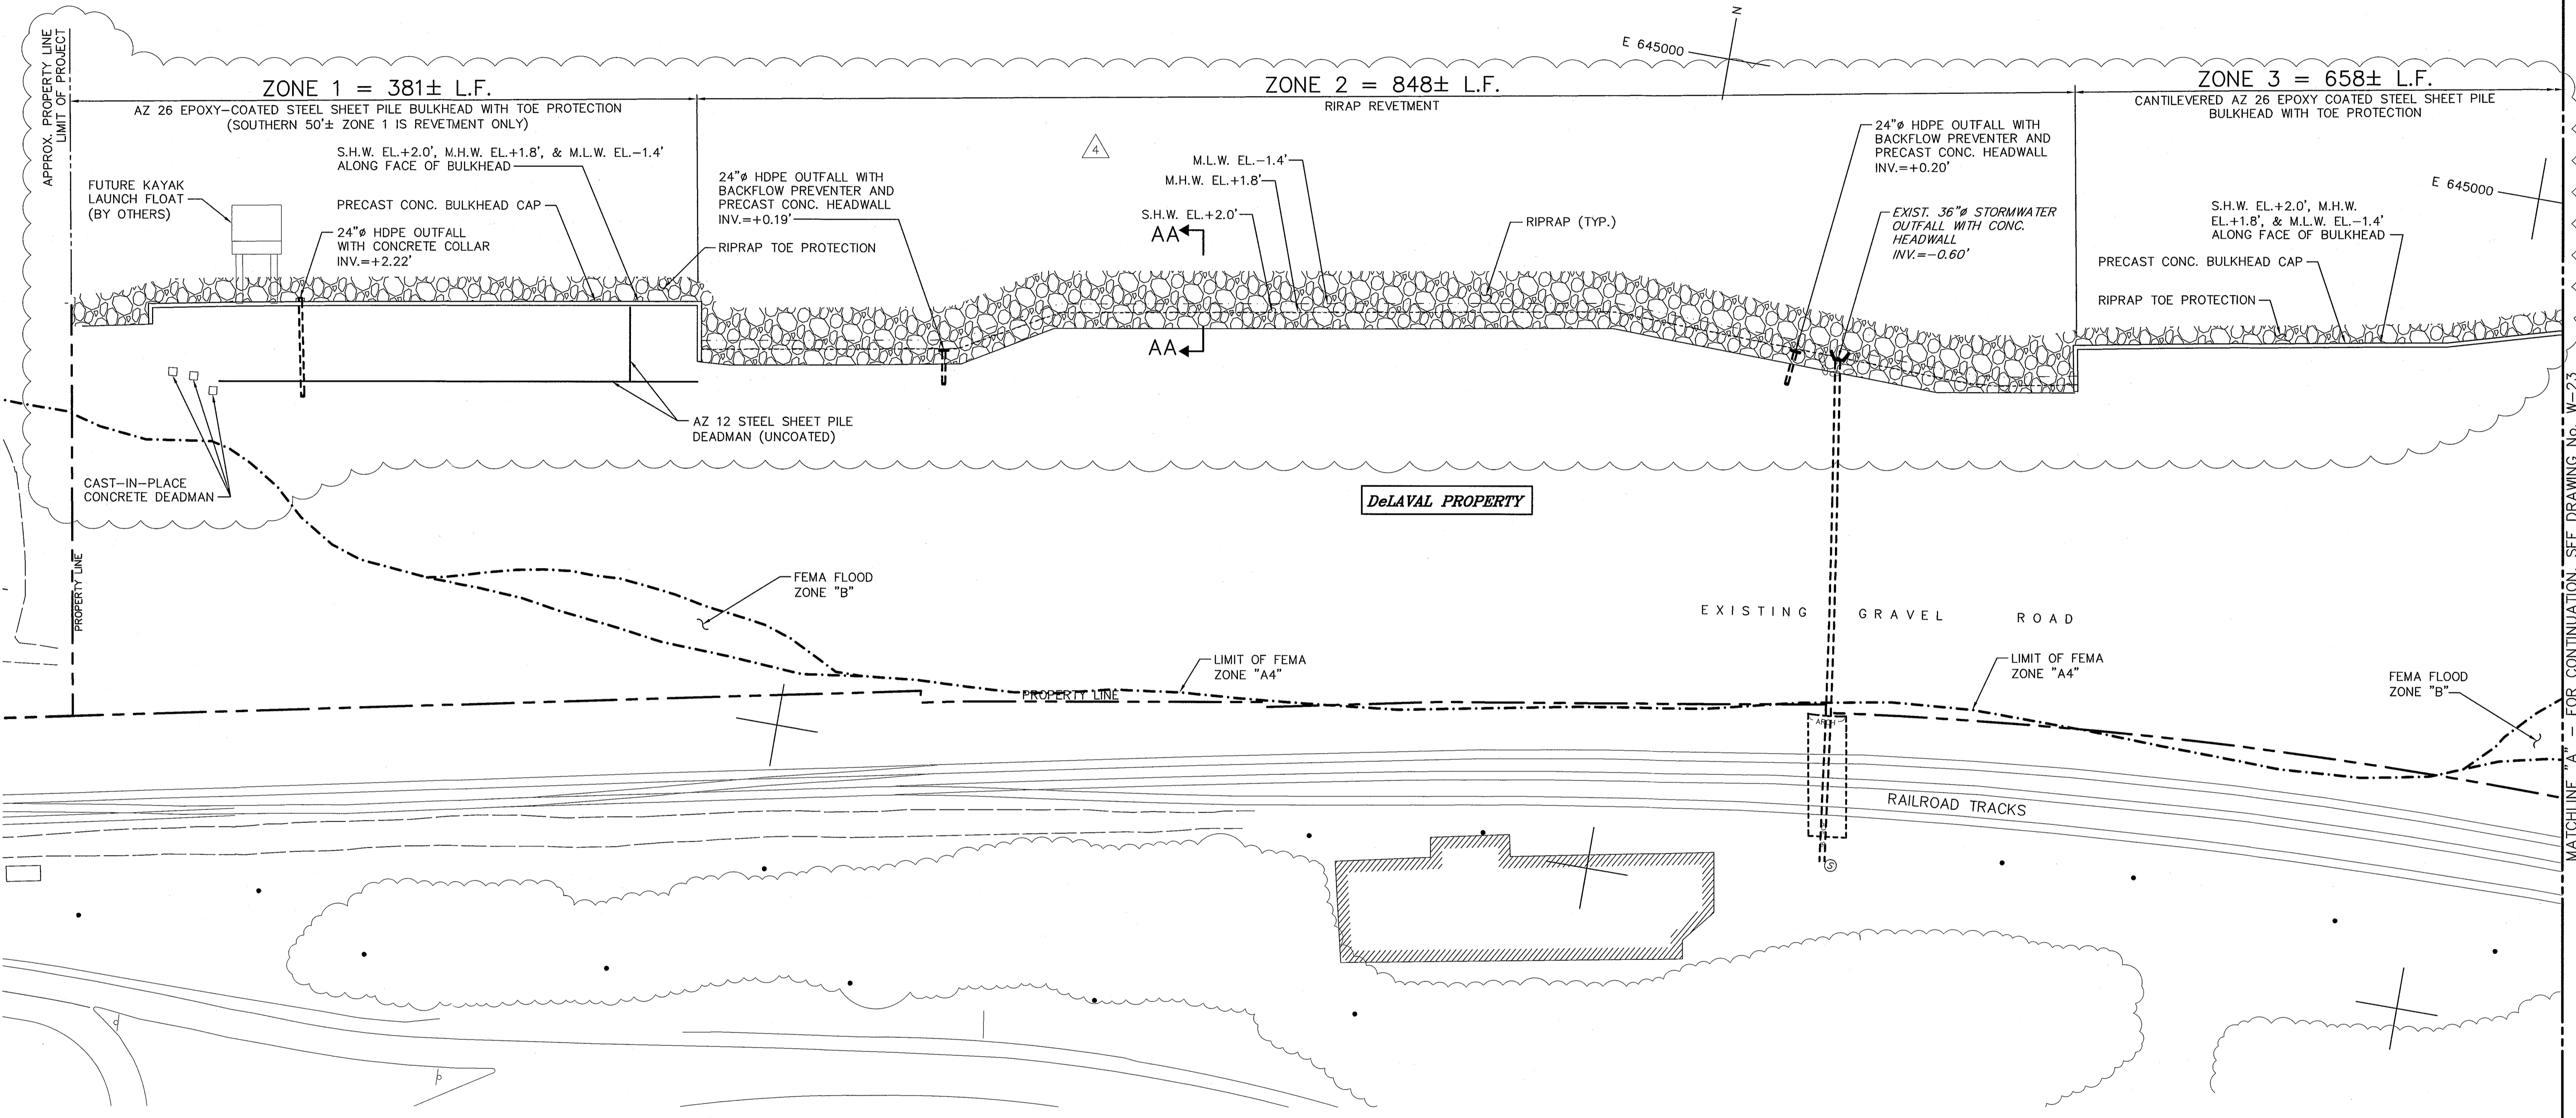 APPROX. PROPERTY LINE
LIMIT OF PROJECT
ZONE 1 = 381± L.F.
AZ 26 EPOXY-COATED STEEL SHEET PILE BULKHEAD WITH TOE PROTECTION
(SOUTHERN 50'± ZONE 1 IS REVETMENT ONLY)
ZONE 2 = 848± L.F.
RIRAP REVETMENT
E 645000
N
ZONE 3 = 658± L.F.
CANTILEVERED AZ 26 EPOXY COATED STEEL SHEET PILE
BULKHEAD WITH TOE PROTECTION
S.H.W. EL.+2.0', M.H.W. EL.+1.8', & M.L.W. EL.-1.4'
ALONG FACE OF BULKHEAD
FUTURE KAYAK
LAUNCH FLOAT
(BY OTHERS)
PRECAST CONC. BULKHEAD CAP
24"ø HDPE OUTFALL
WITH CONCRETE COLLAR
INV.=+2.22'
24"ø HDPE OUTFALL WITH
BACKFLOW PREVENTER AND
PRECAST CONC. HEADWALL
INV.=+0.19'
RIPRAP TOE PROTECTION
4
M.L.W. EL.-1.4'
M.H.W. EL.+1.8'
S.H.W. EL.+2.0'
AA
AA
RIPRAP (TYP.)
24"ø HDPE OUTFALL WITH
BACKFLOW PREVENTER AND
PRECAST CONC. HEADWALL
INV.=+0.20'
EXIST. 36"ø STORMWATER
OUTFALL WITH CONC.
HEADWALL
INV.=-0.60'
E 645000
S.H.W. EL.+2.0', M.H.W.
EL.+1.8', & M.L.W. EL.-1.4'
ALONG FACE OF BULKHEAD
PRECAST CONC. BULKHEAD CAP
RIPRAP TOE PROTECTION
AZ 12 STEEL SHEET PILE
DEADMAN (UNCOATED)
CAST-IN-PLACE
CONCRETE DEADMAN
DeLAVAL PROPERTY
PROPERTY LINE
FEMA FLOOD
ZONE "B"
EXISTING GRAVEL ROAD
LIMIT OF FEMA
ZONE "A4"
PROPERTY LINE
LIMIT OF FEMA
ZONE "A4"
FEMA FLOOD
ZONE "B"
ARCH
RAILROAD TRACKS
S
MATCHLINE "A" - FOR CONTINUATION, SEE DRAWING No. W-23